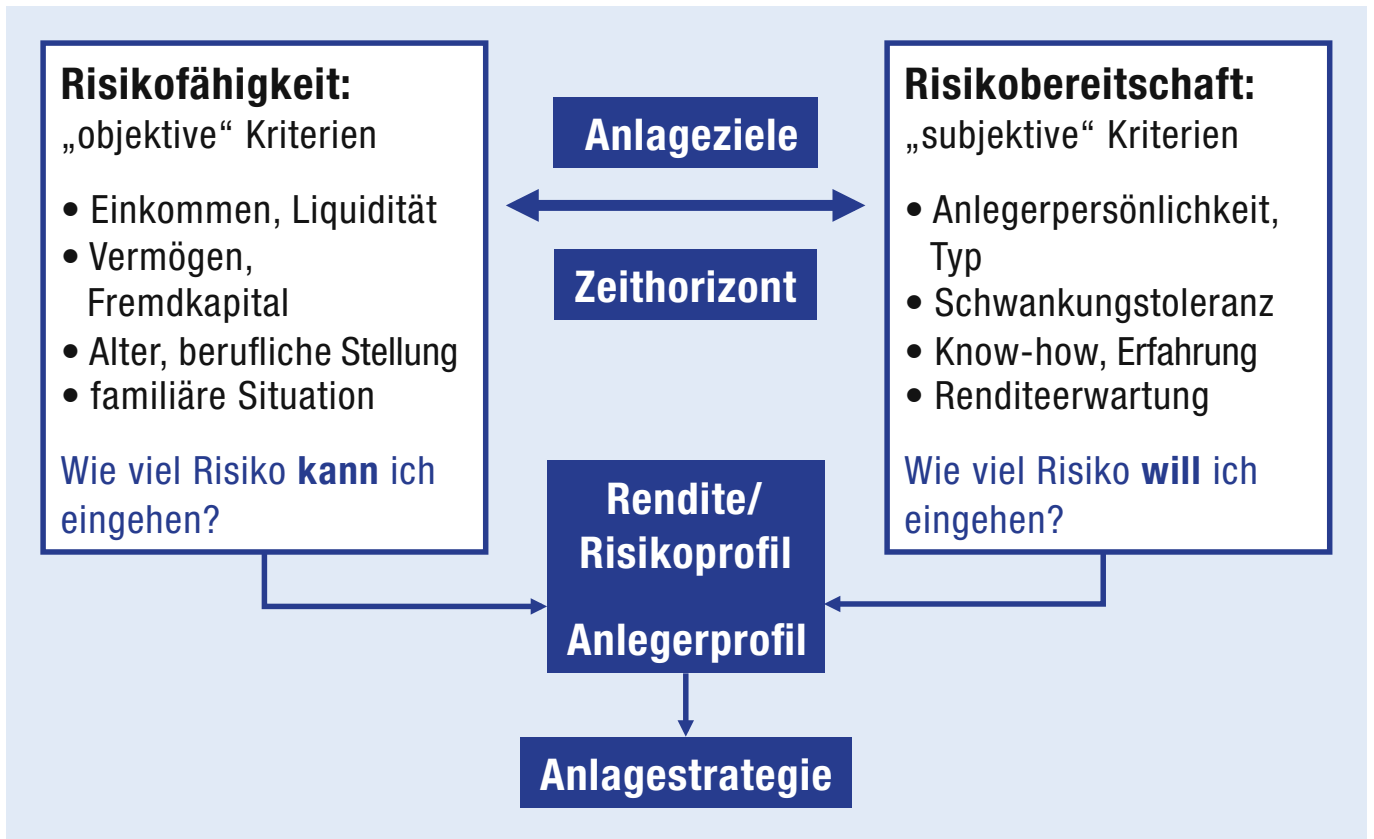 Risikofähigkeit:
„objektive“ Kriterien
• Einkommen, Liquidität
• Vermögen,
Fremdkapital
• Alter, berufliche Stellung
• familiäre Situation
Wie viel Risiko kann ich
eingehen?
Anlageziele
Zeithorizont
Risikobereitschaft:
„subjektive“ Kriterien
• Anlegerpersönlichkeit,
Typ
• Schwankungstoleranz
• Know-how, Erfahrung
• Renditeerwartung
Wie viel Risiko will ich
eingehen?
Rendite/
Risikoprofil
Anlegerprofil
Anlagestrategie